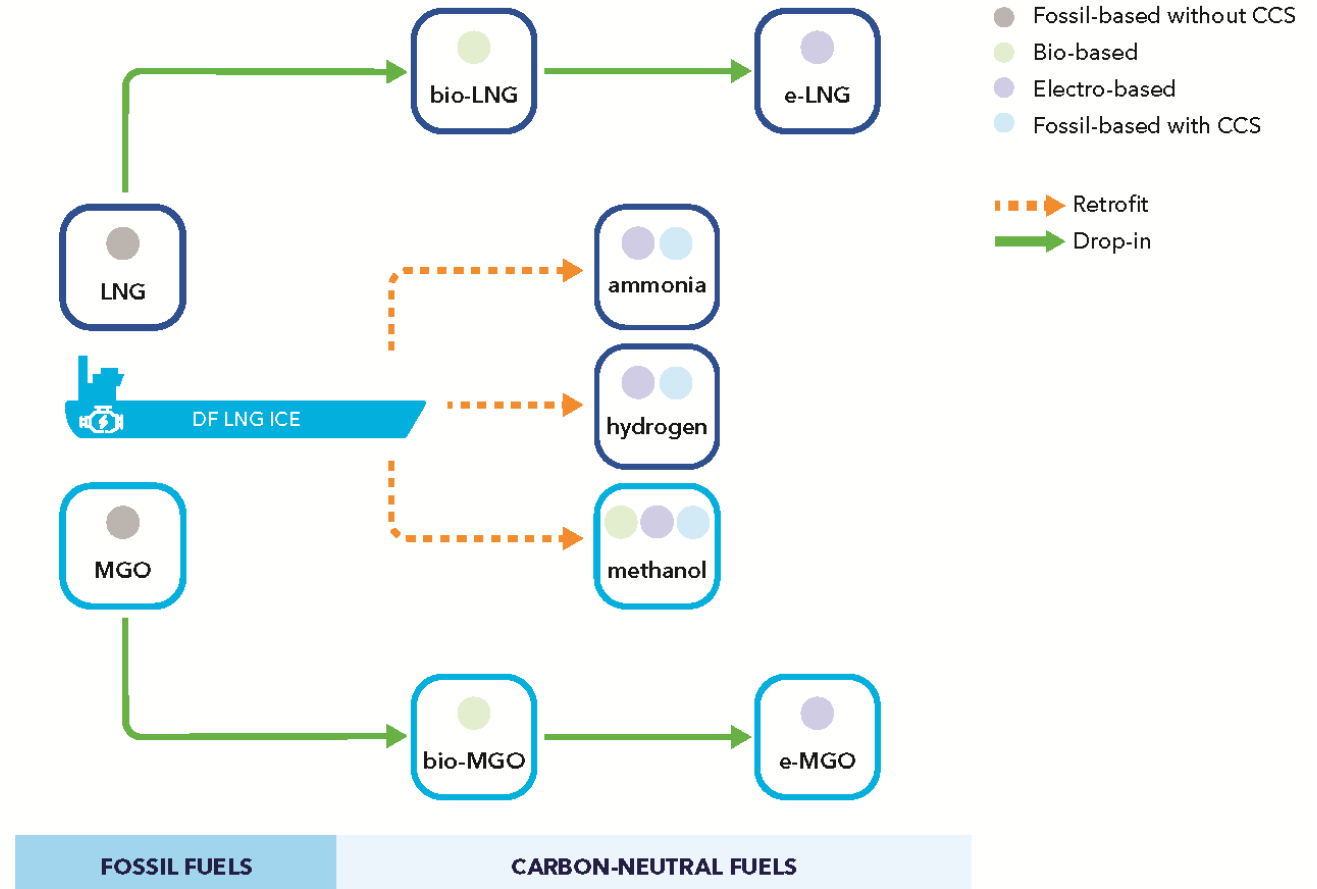 bio-LNG
e-LNG
Fossil-based without CCS
Bio-based
Electro-based
Fossil-based with CCS
Retrofit
Drop-in
LNG
ammonia
DF LNG ICE
hydrogen
MGO
methanol
bio-MGO
e-MGO
FOSSIL FUELS
CARBON-NEUTRAL FUELS